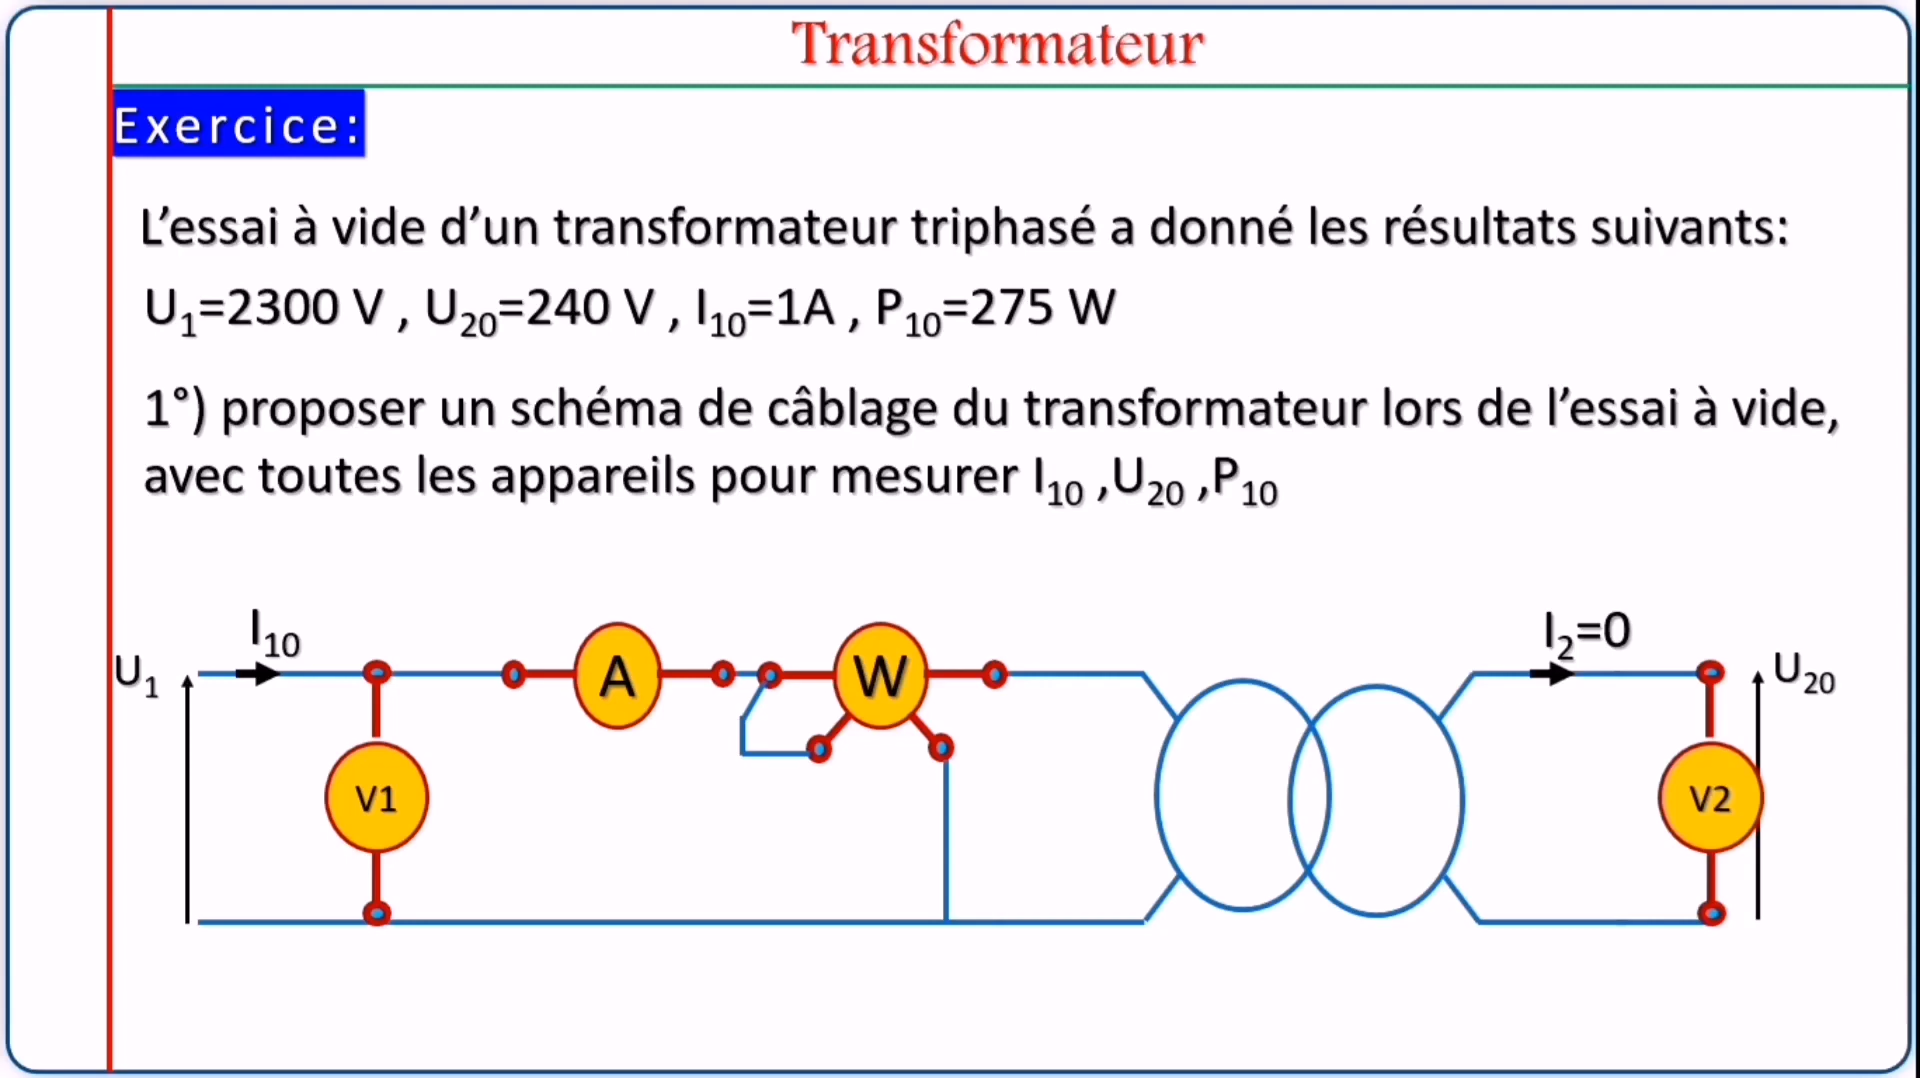 Transformateur
Exercice:
L’essai à vide d’un transformateur triphasé a donné les résultats suivants:
U₁=2300 V , U₂₀=240 V , I₁₀=1A , P₁₀=275 W
1°) proposer un schéma de câblage du transformateur lors de l’essai à vide,
avec toutes les appareils pour mesurer I₁₀ ,U₂₀ ,P₁₀
I₁₀
I₂=0
U₁
A
W
U₂₀
V1
V2